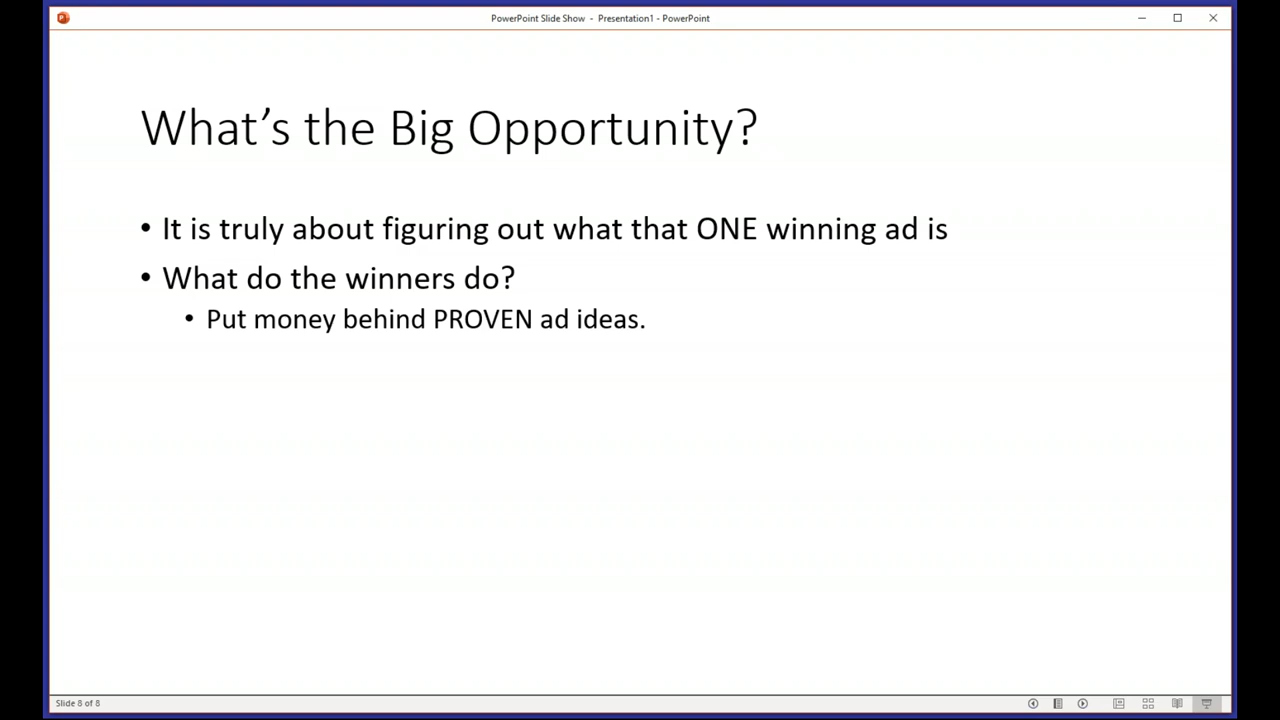 PowerPoint Slide Show - Presentation1 - PowerPoint
What's the Big Opportunity?
• It is truly about figuring out what that ONE winning ad is
• What do the winners do?
• Put money behind PROVEN ad ideas.
Slide 8 of 8